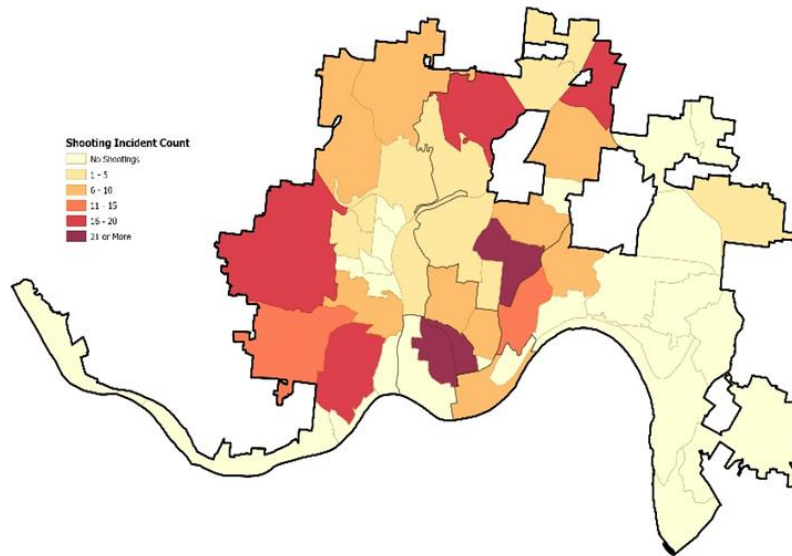 Shooting Incident Count
No Shootings
1 - 5
6 - 10
11 - 15
16 - 20
21 or More